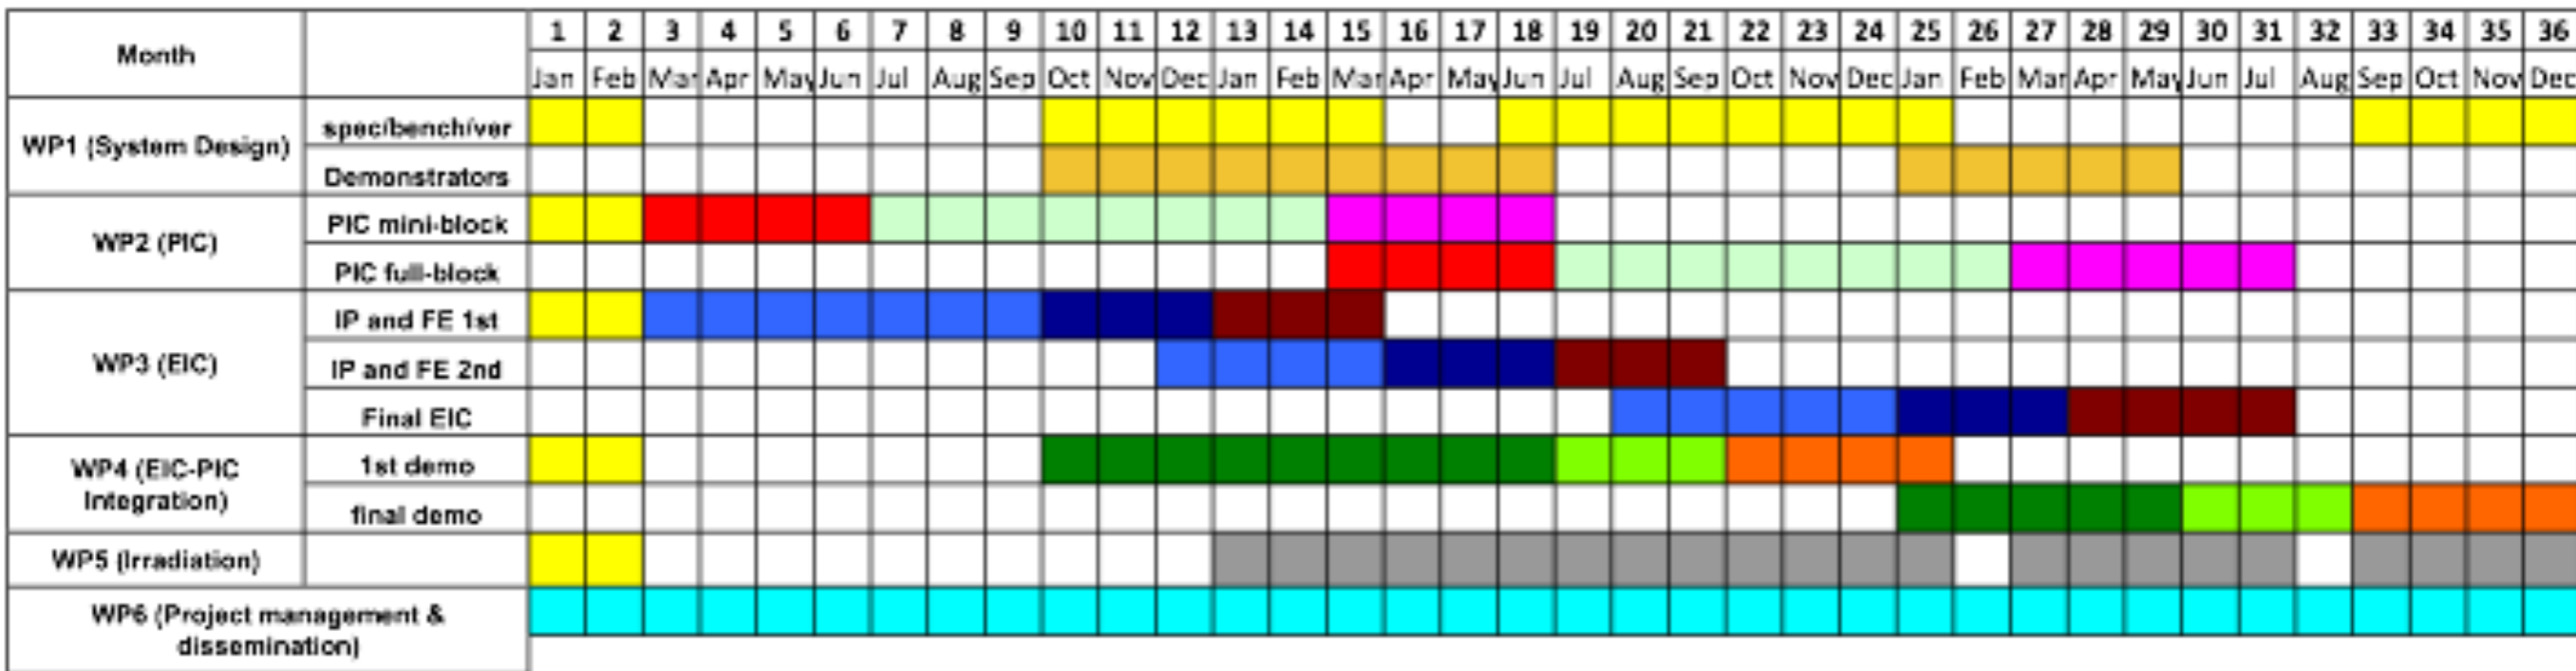 Month
1 2 3 4 5 6 7 8 9 10 11 12 13 14 15 16 17 18 19 20 21 22 23 24 25 26 27 28 29 30 31 32 33 34 35 36
Jan Feb Mar Apr May Jun Jul Aug Sep Oct Nov Dec Jan Feb Mar Apr May Jun Jul Aug Sep Oct Nov Dec Jan Feb Mar Apr May Jun Jul Aug Sep Oct Nov Dec
WP1 (System Design)
spec/bench/ver
Demonstrators
WP2 (PIC)
PIC mini-block
PIC full-block
WP3 (EIC)
IP and FE 1st
IP and FE 2nd
Final EIC
WP4 (EIC-PIC
Integration)
1st demo
final demo
WP5 (Irradiation)
WP6 (Project management &
dissemination)